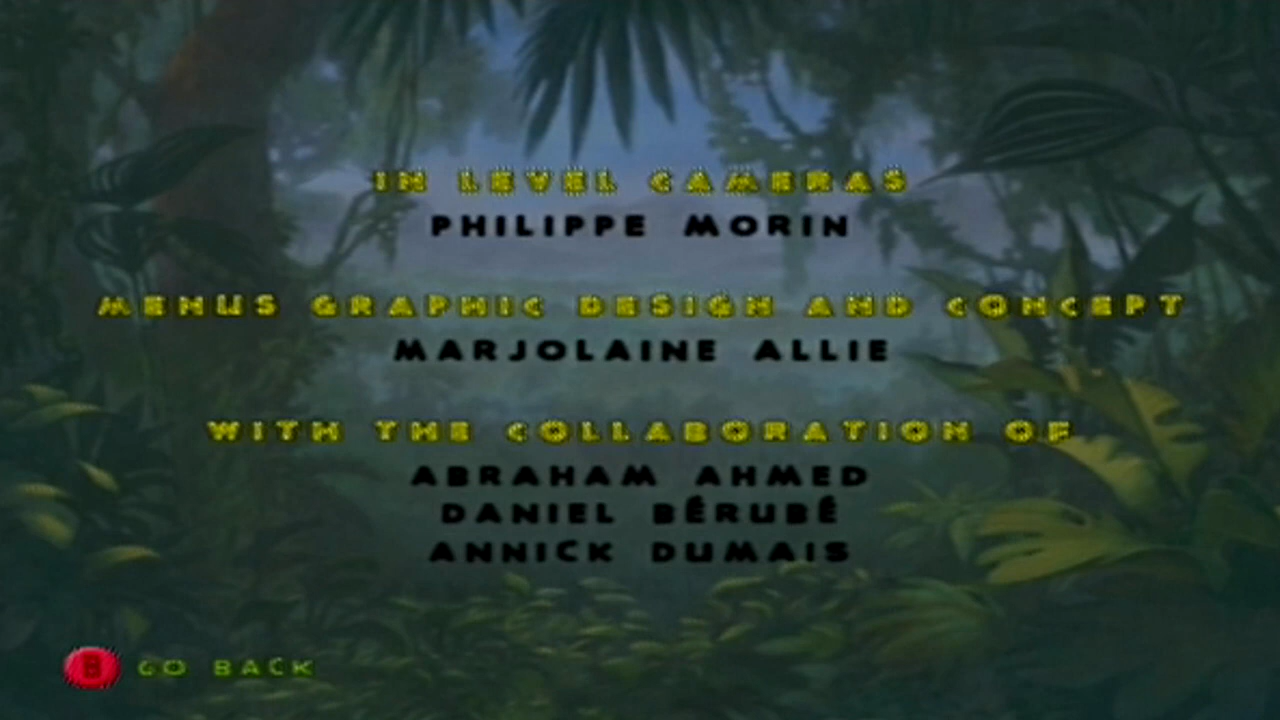 IN LEVEL CAMERAS
PHILIPPE MORIN
MENUS GRAPHIC DESIGN AND CONCEPT
MARJOLAINE ALLIE
WITH THE COLLABORATION OF
ABRAHAM AHMED
DANIEL BÉRUBÉ
ANNICK DUMAIS
B GO BACK